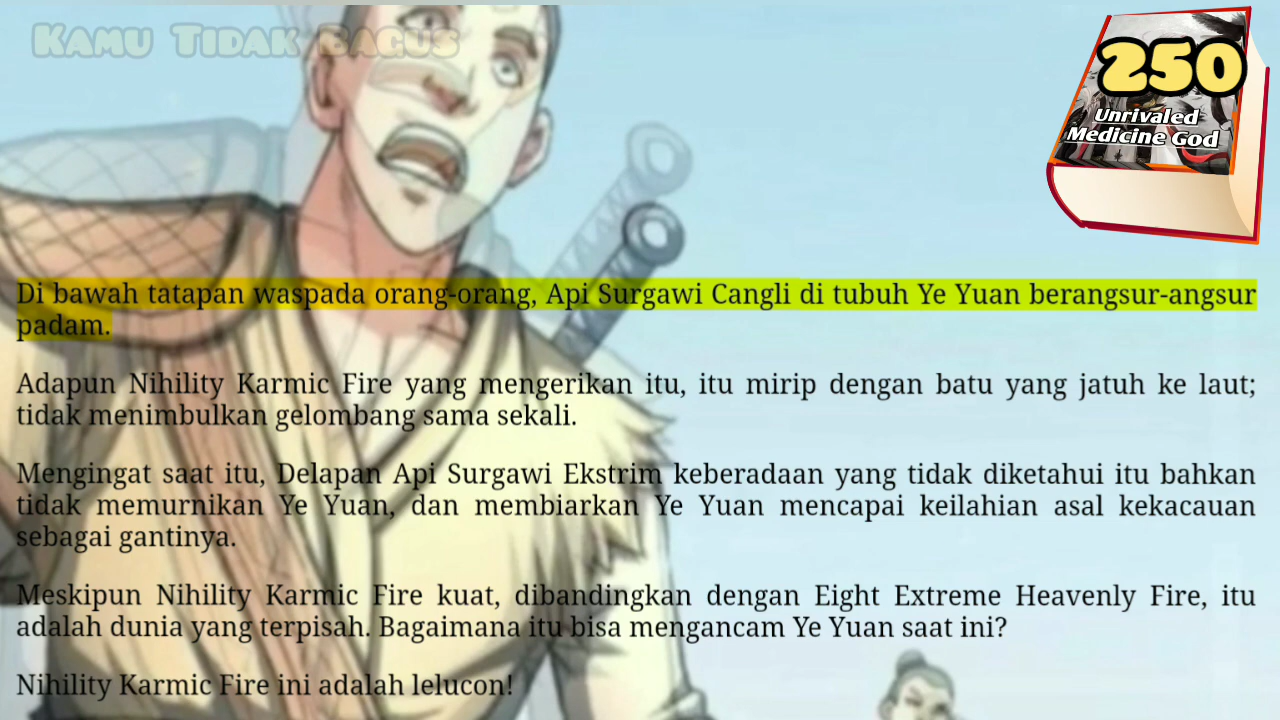 Kamu Tidak Bagus
250
Unrivaled
Medicine God
Di bawah tatapan waspada orang-orang, Api Surgawi Cangli di tubuh Ye Yuan berangsur-angsur
padam.
Adapun Nihility Karmic Fire yang mengerikan itu, itu mirip dengan batu yang jatuh ke laut;
tidak menimbulkan gelombang sama sekali.
Mengingat saat itu, Delapan Api Surgawi Ekstrim keberadaan yang tidak diketahui itu bahkan
tidak memurnikan Ye Yuan, dan membiarkan Ye Yuan mencapai keilahian asal kekacauan
sebagai gantinya.
Meskipun Nihility Karmic Fire kuat, dibandingkan dengan Eight Extreme Heavenly Fire, itu
adalah dunia yang terpisah. Bagaimana itu bisa mengancam Ye Yuan saat ini?
Nihility Karmic Fire ini adalah lelucon!